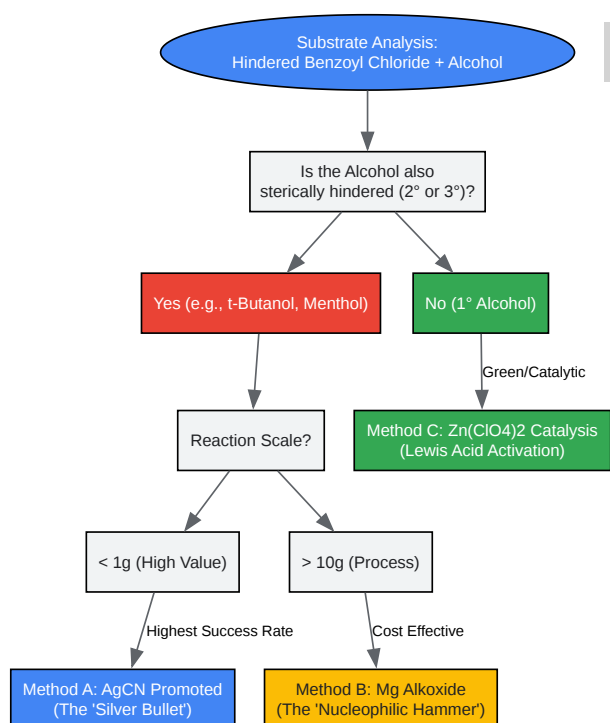 Substrate Analysis:
Hindered Benzoyl Chloride + Alcohol
Is the Alcohol also
sterically hindered (2° or 3°)?
Yes (e.g., t-Butanol, Menthol)
No (1° Alcohol)
Green/Catalytic
Reaction Scale?
Method C: Zn(ClO4)2 Catalysis
(Lewis Acid Activation)
< 1g (High Value)
> 10g (Process)
Highest Success Rate
Cost Effective
Method A: AgCN Promoted
(The 'Silver Bullet')
Method B: Mg Alkoxide
(The 'Nucleophilic Hammer')